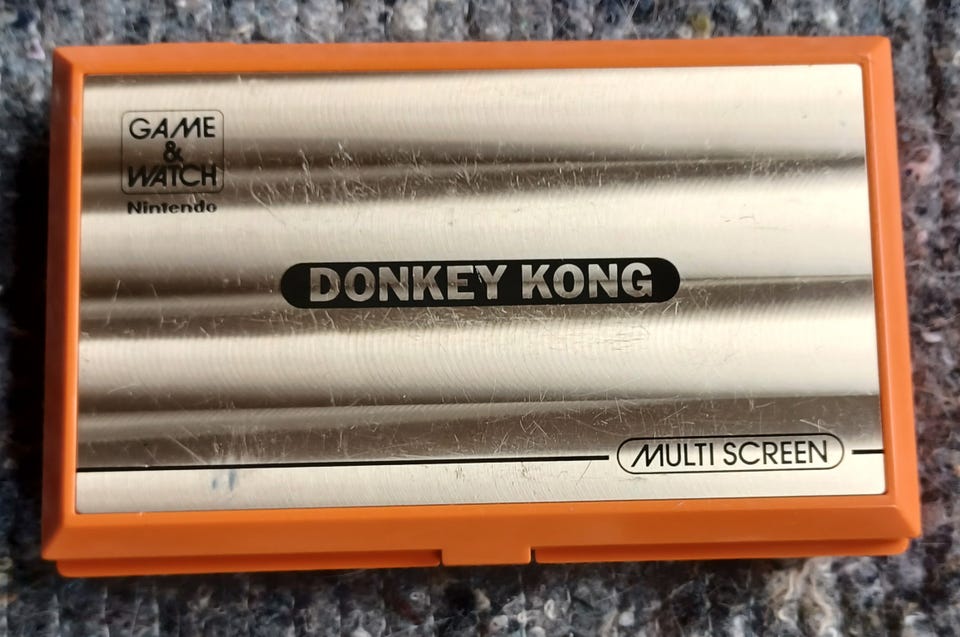 GAME
&
WATCH
Nintendo
DONKEY KONG
MULTI SCREEN